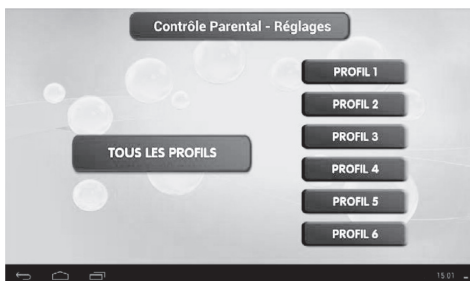 Contrôle Parental - Réglages
TOUS LES PROFILS
PROFIL 1
PROFIL 2
PROFIL 3
PROFIL 4
PROFIL 5
PROFIL 6
15:01